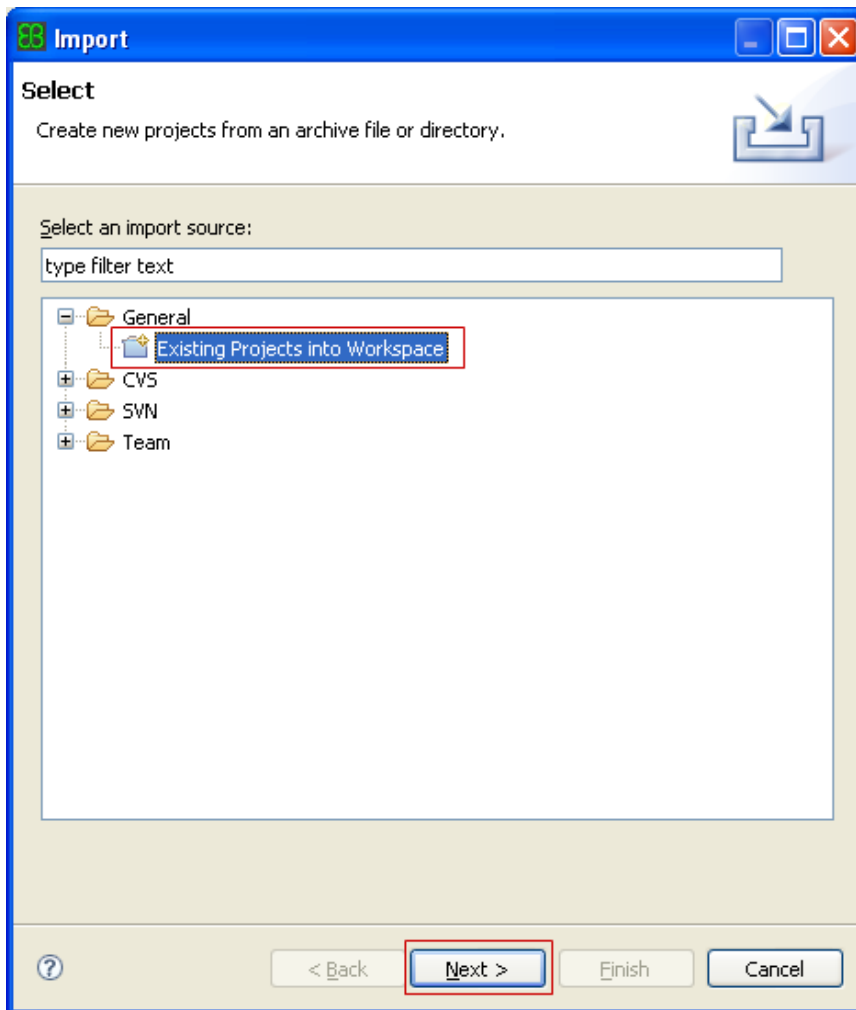 Import
Select
Create new projects from an archive file or directory.
Select an import source:
type filter text
General
Existing Projects into Workspace
CVS
SVN
Team
?
< Back
Next >
Finish
Cancel